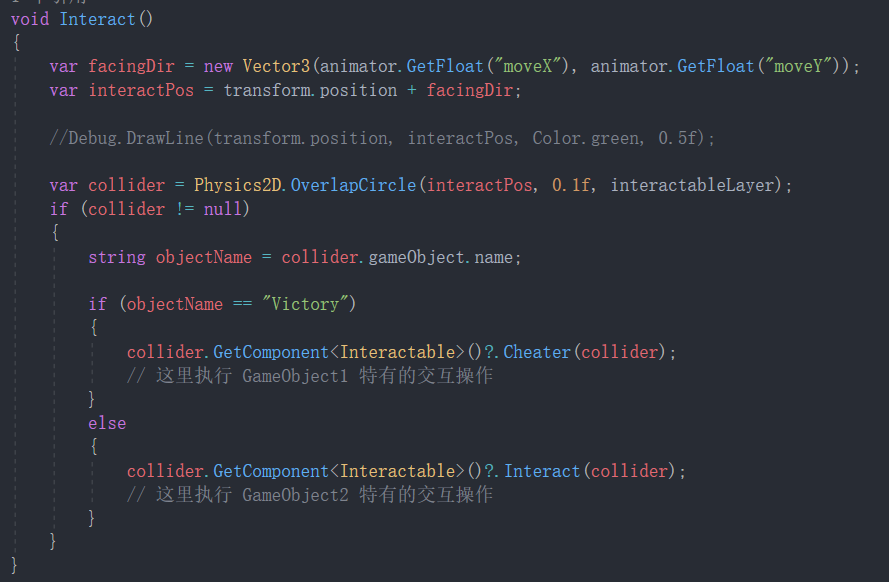 void Interact()
{
var facingDir = new Vector3(animator.GetFloat("moveX"), animator.GetFloat("moveY"));
var interactPos = transform.position + facingDir;
//Debug.DrawLine(transform.position, interactPos, Color.green, 0.5f);
var collider = Physics2D.OverlapCircle(interactPos, 0.1f, interactableLayer);
if (collider != null)
{
string objectName = collider.gameObject.name;
if (objectName == "Victory")
{
collider.GetComponent<Interactable>()?.Cheater(collider);
// 这里执行 GameObject1 特有的交互操作
}
else
{
collider.GetComponent<Interactable>()?.Interact(collider);
// 这里执行 GameObject2 特有的交互操作
}
}
}